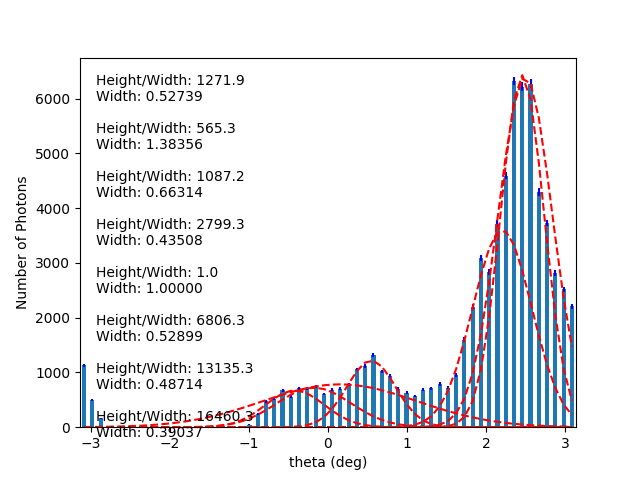 Height/Width: 1271.9
Width: 0.52739
Height/Width: 565.3
Width: 1.38356
Height/Width: 1087.2
Width: 0.66314
Height/Width: 2799.3
Width: 0.43508
Height/Width: 1.0
Width: 1.00000
Height/Width: 6806.3
Width: 0.52899
Height/Width: 13135.3
Width: 0.48714
Height/Width: 16460.3
Width: 0.39037
6000
5000
4000
3000
2000
1000
0
Number of Photons
−3 −2 −1 0 1 2 3
theta (deg)